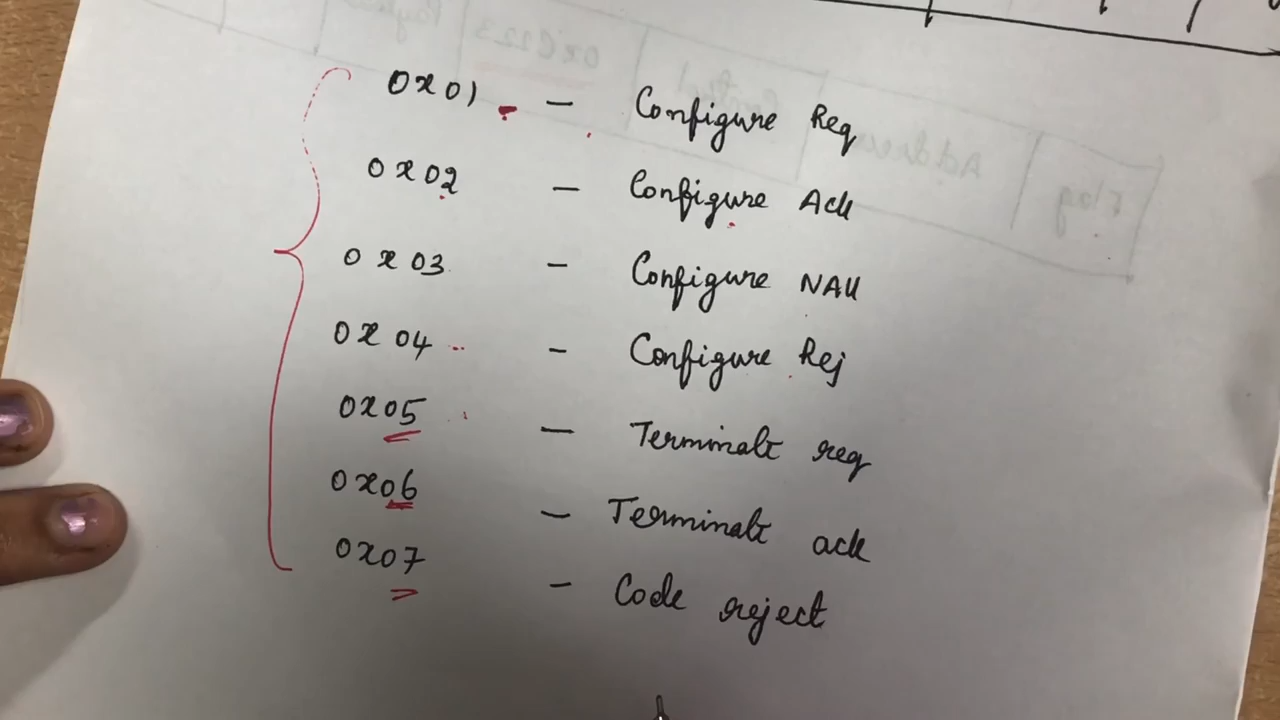 0x01 - Configure Req
0x02 - Configure Ack
0x03 - Configure NAK
0x04 - Configure Rej
0x05 - Terminate req
0x06 - Terminate ack
0x07 - Code reject